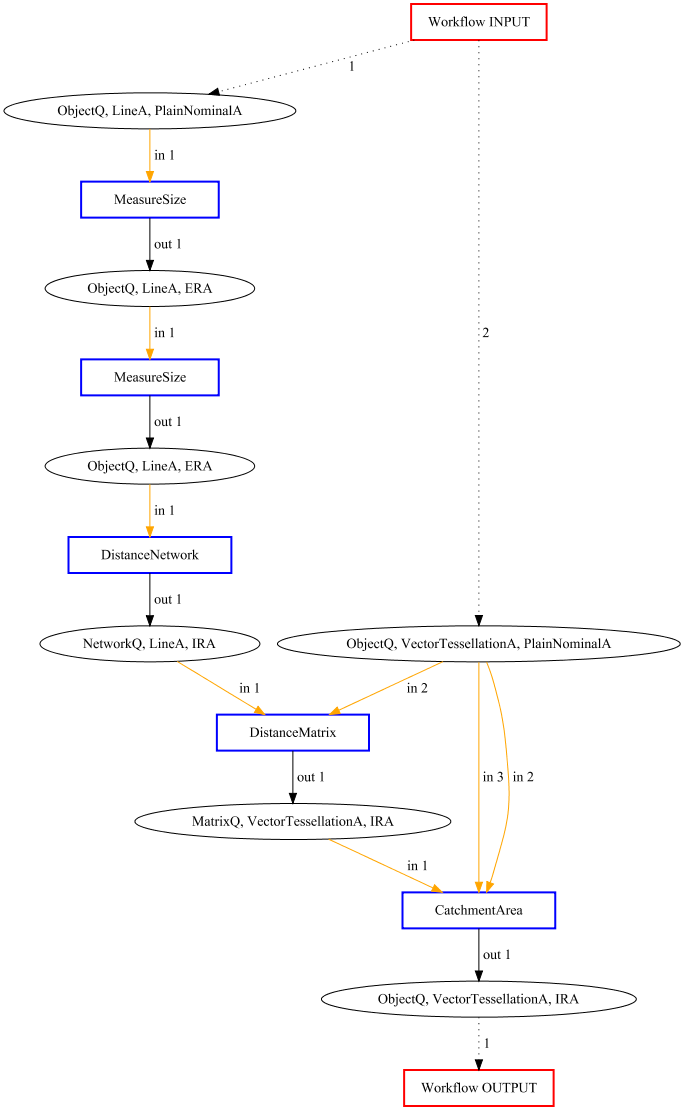 Workflow INPUT
1
ObjectQ, LineA, PlainNominalA
in 1
MeasureSize
out 1
ObjectQ, LineA, ERA
in 1
2
MeasureSize
out 1
ObjectQ, LineA, ERA
in 1
DistanceNetwork
out 1
NetworkQ, LineA, IRA
ObjectQ, VectorTessellationA, PlainNominalA
in 1
in 2
DistanceMatrix
out 1
in 3
in 2
MatrixQ, VectorTessellationA, IRA
in 1
CatchmentArea
out 1
ObjectQ, VectorTessellationA, IRA
1
Workflow OUTPUT